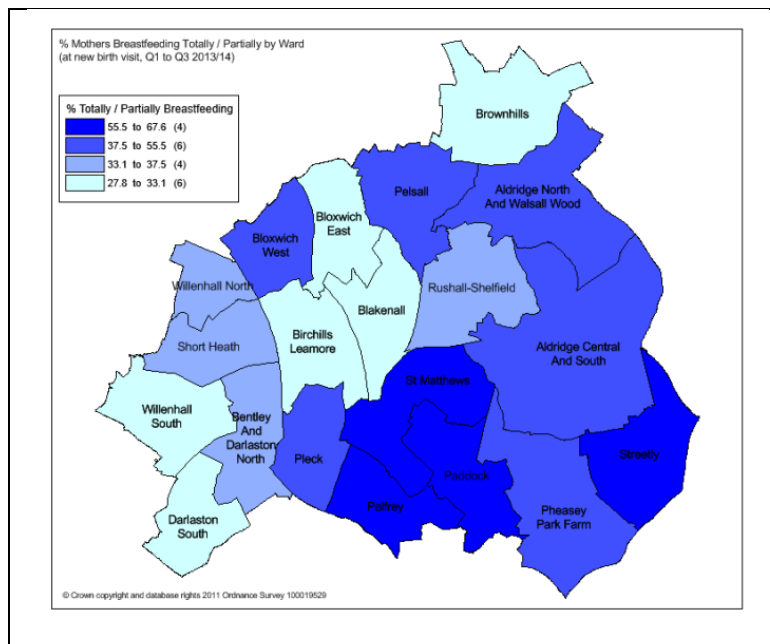 % Mothers Breastfeeding Totally / Partially by Ward
(at new birth visit, Q1 to Q3 2013/14)
% Totally / Partially Breastfeeding
55.5 to 67.6 (4)
37.5 to 55.5 (6)
33.1 to 37.5 (4)
27.8 to 33.1 (6)
Brownhills
Pelsall
Aldridge North
And Walsall Wood
Bloxwich
East
Bloxwich
West
Willenhall North
Rushall-Shelfield
Blakenall
Birchills
Leamore
Short Heath
Aldridge Central
And South
St Matthews
Willenhall
South
Bentley
And
Darlaston
North
Pleck
Paddock
Streetly
Palfrey
Pheasey
Park Farm
Darlaston
South
© Crown copyright and database rights 2011 Ordnance Survey 100019529